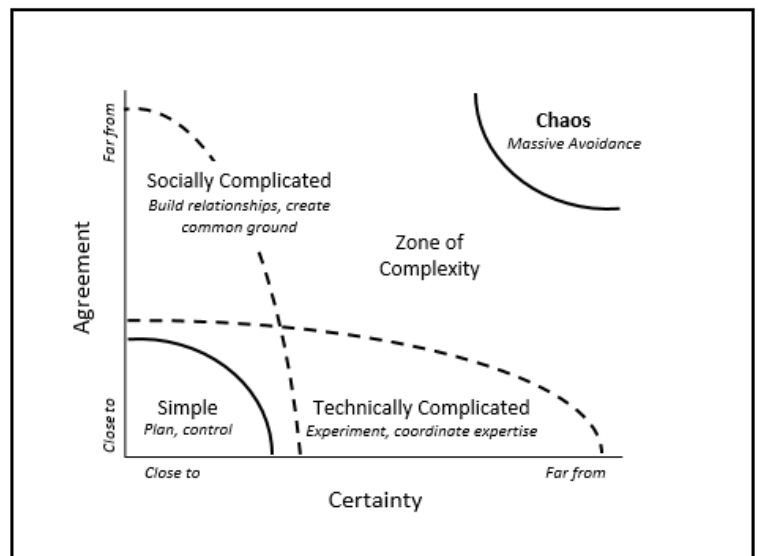 Far from
Chaos
Massive Avoidance
Socially Complicated
Build relationships, create
common ground
Agreement
Zone of
Complexity
Simple
Plan, control
Technically Complicated
Experiment, coordinate expertise
Close to
Close to
Far from
Certainty